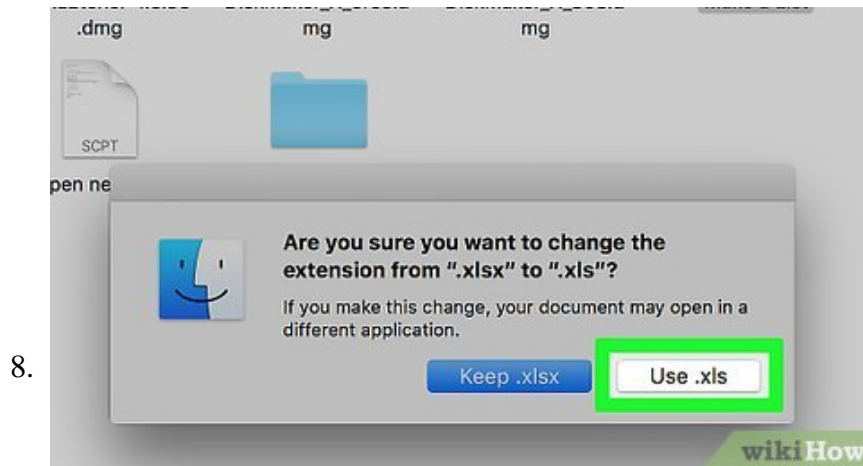 .dmg
mg
mg
SCPT
pen ne
Are you sure you want to change the
extension from “.xlsx” to “.xls”?
If you make this change, your document may open in a
different application.
8.
Keep .xlsx
Use .xls
wikiHow